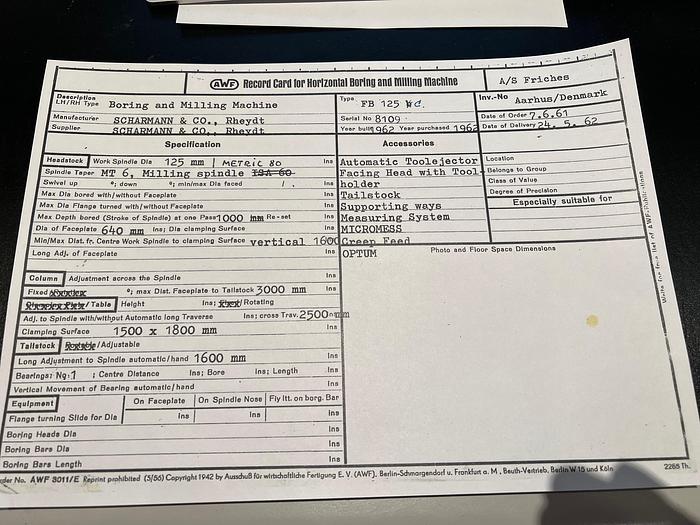 AWF Record Card for Horizontal Boring and Milling Machine
A/S Friches
Aarhus/Denmark
Description
LH/RH Type Boring and Milling Machine
Type FB 125
Inv.-No
Manufacturer SCHARMANN & CO., Rheydt
Supplier SCHARMANN & CO., Rheydt
Serial No 8109
Year built 1962 Year purchased 1962
Date of Order 7.6.61
Date of Delivery 24. 5. 62
Specification
Accessories
Headstock Work Spindle Dia 125 mm | METRIC 80 Ins
Spindle Taper MT 6, Milling spindle ISA 60
Swivel up °; down °; min/max Dia faced / . Ins
Max Dia bored with/without Faceplate Ins
Max Dia Flange turned with/without Faceplate Ins
Max Depth bored (Stroke of Spindle) at one Pass 1000 mm Re-set Ins
Dia of Faceplate 640 mm Ins; Dia clamping Surface Ins
Min/Max Dist. fr. Centre Work Spindle to clamping Surface vertical 1600
Long Adj. of Faceplate Ins
Automatic Toolejector
Facing Head with Tool-
holder
Tailstock
Supporting ways
Measuring System
MICROMESS
Creep Feed
OPTUM
Location
Belongs to Group
Class of Value
Degree of Precision
Especially suitable for
Photo and Floor Space Dimensions
Column Adjustment across the Spindle
Fixed °; max Dist. Faceplate to Tailstock 3000 mm Ins
/Table Height Ins; /Rotating
Adj. to Spindle with/without Automatic long Traverse Ins; cross Trav. 2500 mm
Clamping Surface 1500 x 1800 mm Ins
Tailstock /Adjustable
Long Adjustment to Spindle automatic/hand 1600 mm Ins
Bearings: No: 1 ; Centre Distance Ins; Bore Ins; Length Ins
Vertical Movement of Bearing automatic/hand Ins
Equipment On Faceplate On Spindle Nose Fly Itt. on borg. Bar
Flange turning Slide for Dia Ins Ins Ins
Boring Heads Dia Ins
Boring Bars Dia Ins
Boring Bars Length Ins
der No. AWF 3011/E Reprint prohibited (5/56) Copyright 1942 by Ausschuß für wirtschaftliche Fertigung E. V. (AWF). Berlin-Schmargendorf u. Frankfurt a. M., Beuth-Vertrieb, Berlin W 15 und Köln
2285 Th.
Write for free list of AWF-Publications